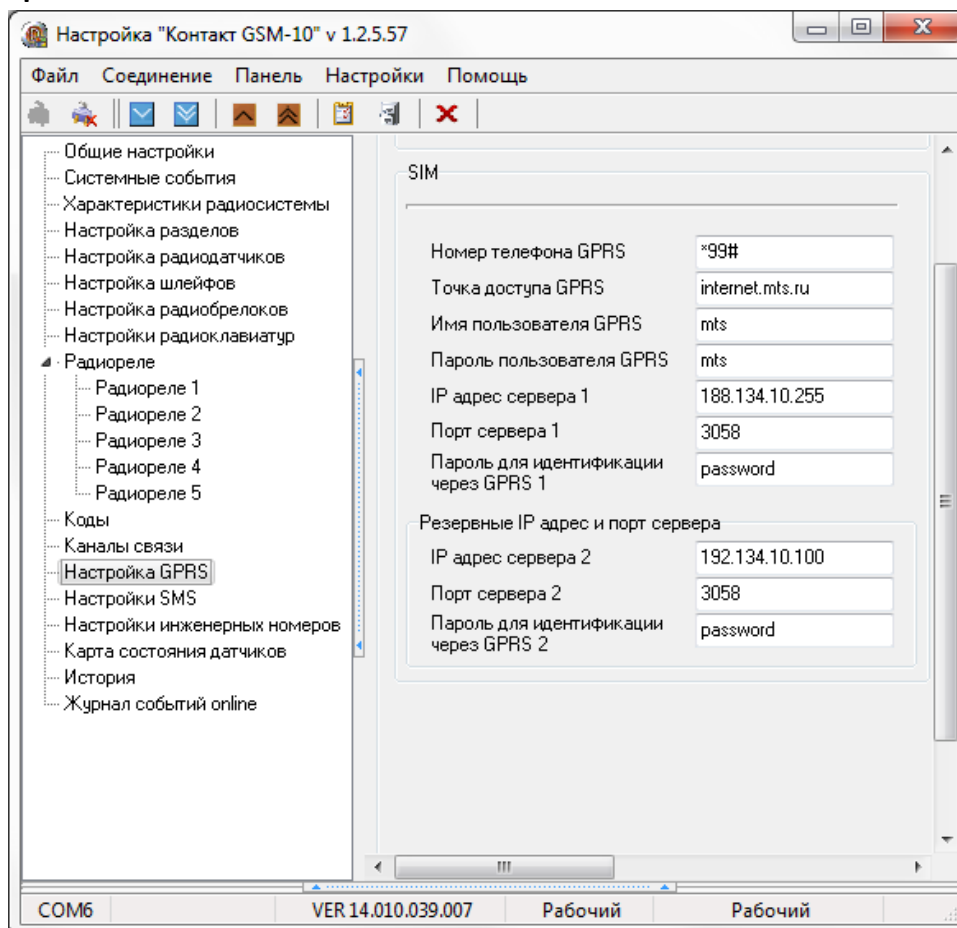 Настройка "Контакт GSM-10" v 1.2.5.57
Файл Соединение Панель Настройки Помощь
Общие настройки
Системные события
Характеристики радиосистемы
Настройка разделов
Настройка радиодатчиков
Настройка шлейфов
Настройка радиобрелоков
Настройки радиоклавиатур
Радиореле
Радиореле 1
Радиореле 2
Радиореле 3
Радиореле 4
Радиореле 5
Коды
Каналы связи
Настройка GPRS
Настройки SMS
Настройки инженерных номеров
Карта состояния датчиков
История
Журнал событий online
SIM
Номер телефона GPRS *99#
Точка доступа GPRS internet.mts.ru
Имя пользователя GPRS mts
Пароль пользователя GPRS mts
IP адрес сервера 1 188.134.10.255
Порт сервера 1 3058
Пароль для идентификации
через GPRS 1 password
Резервные IP адрес и порт сервера
IP адрес сервера 2 192.134.10.100
Порт сервера 2 3058
Пароль для идентификации
через GPRS 2 password
COM6 VER 14.010.039.007 Рабочий Рабочий